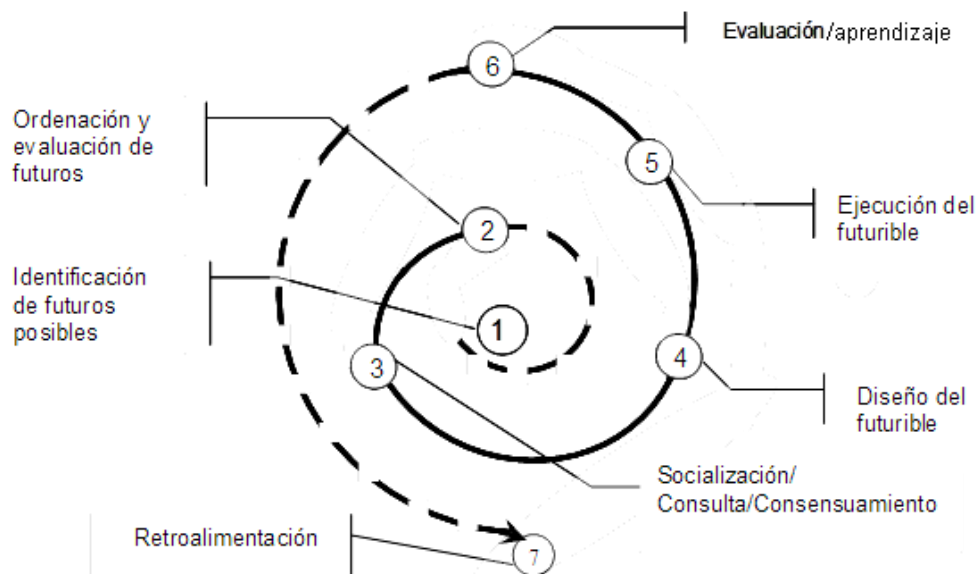 Evaluación/aprendizaje
6
Ordenación y
evaluación de
futuros
5
Ejecución del
futurible
2
Identificación
de futuros
posibles
1
3
4
Diseño del
futurible
Socialización/
Consulta/Consensuamiento
Retroalimentación
7